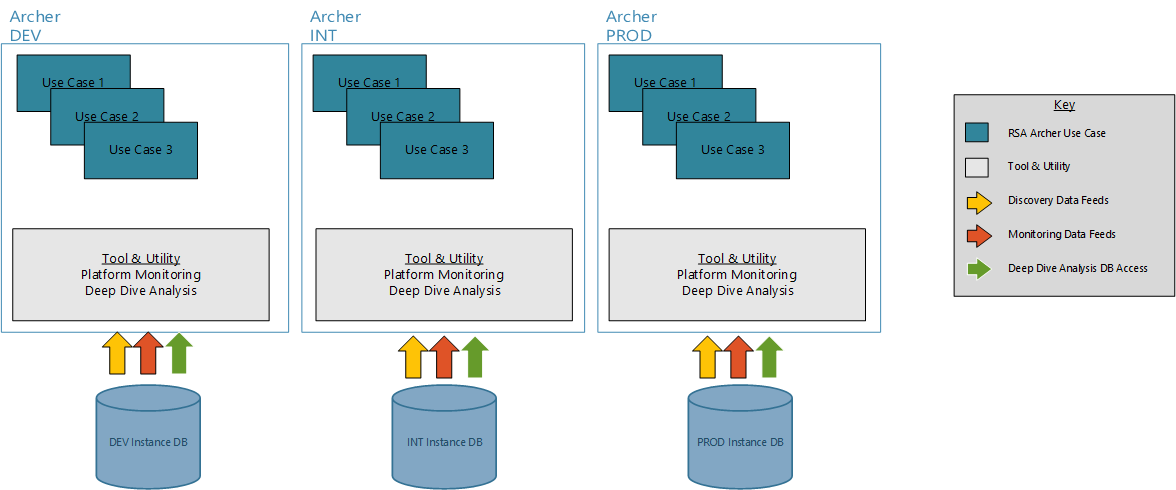 Archer
DEV
Use Case 1
Use Case 2
Use Case 3
Tool & Utility
Platform Monitoring
Deep Dive Analysis
DEV Instance DB
Archer
INT
Use Case 1
Use Case 2
Use Case 3
Tool & Utility
Platform Monitoring
Deep Dive Analysis
INT Instance DB
Archer
PROD
Use Case 1
Use Case 2
Use Case 3
Tool & Utility
Platform Monitoring
Deep Dive Analysis
PROD Instance DB
Key
RSA Archer Use Case
Tool & Utility
Discovery Data Feeds
Monitoring Data Feeds
Deep Dive Analysis DB Access